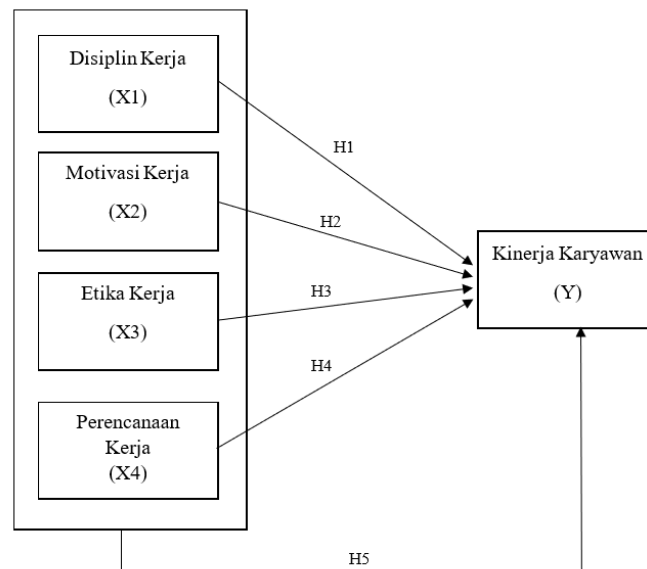 Disiplin Kerja
(X1)
Motivasi Kerja
(X2)
Etika Kerja
(X3)
Perencanaan
Kerja
(X4)
H1
H2
H3
H4
Kinerja Karyawan
(Y)
H5